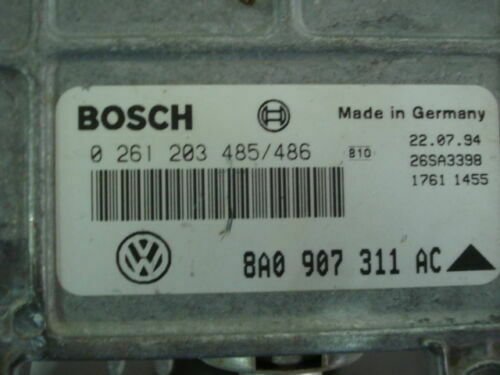 BOSCH
Made in Germany
0 261 203 485/486
B10
22.07.94
26SA3398
1761 1455
8A0 907 311 AC